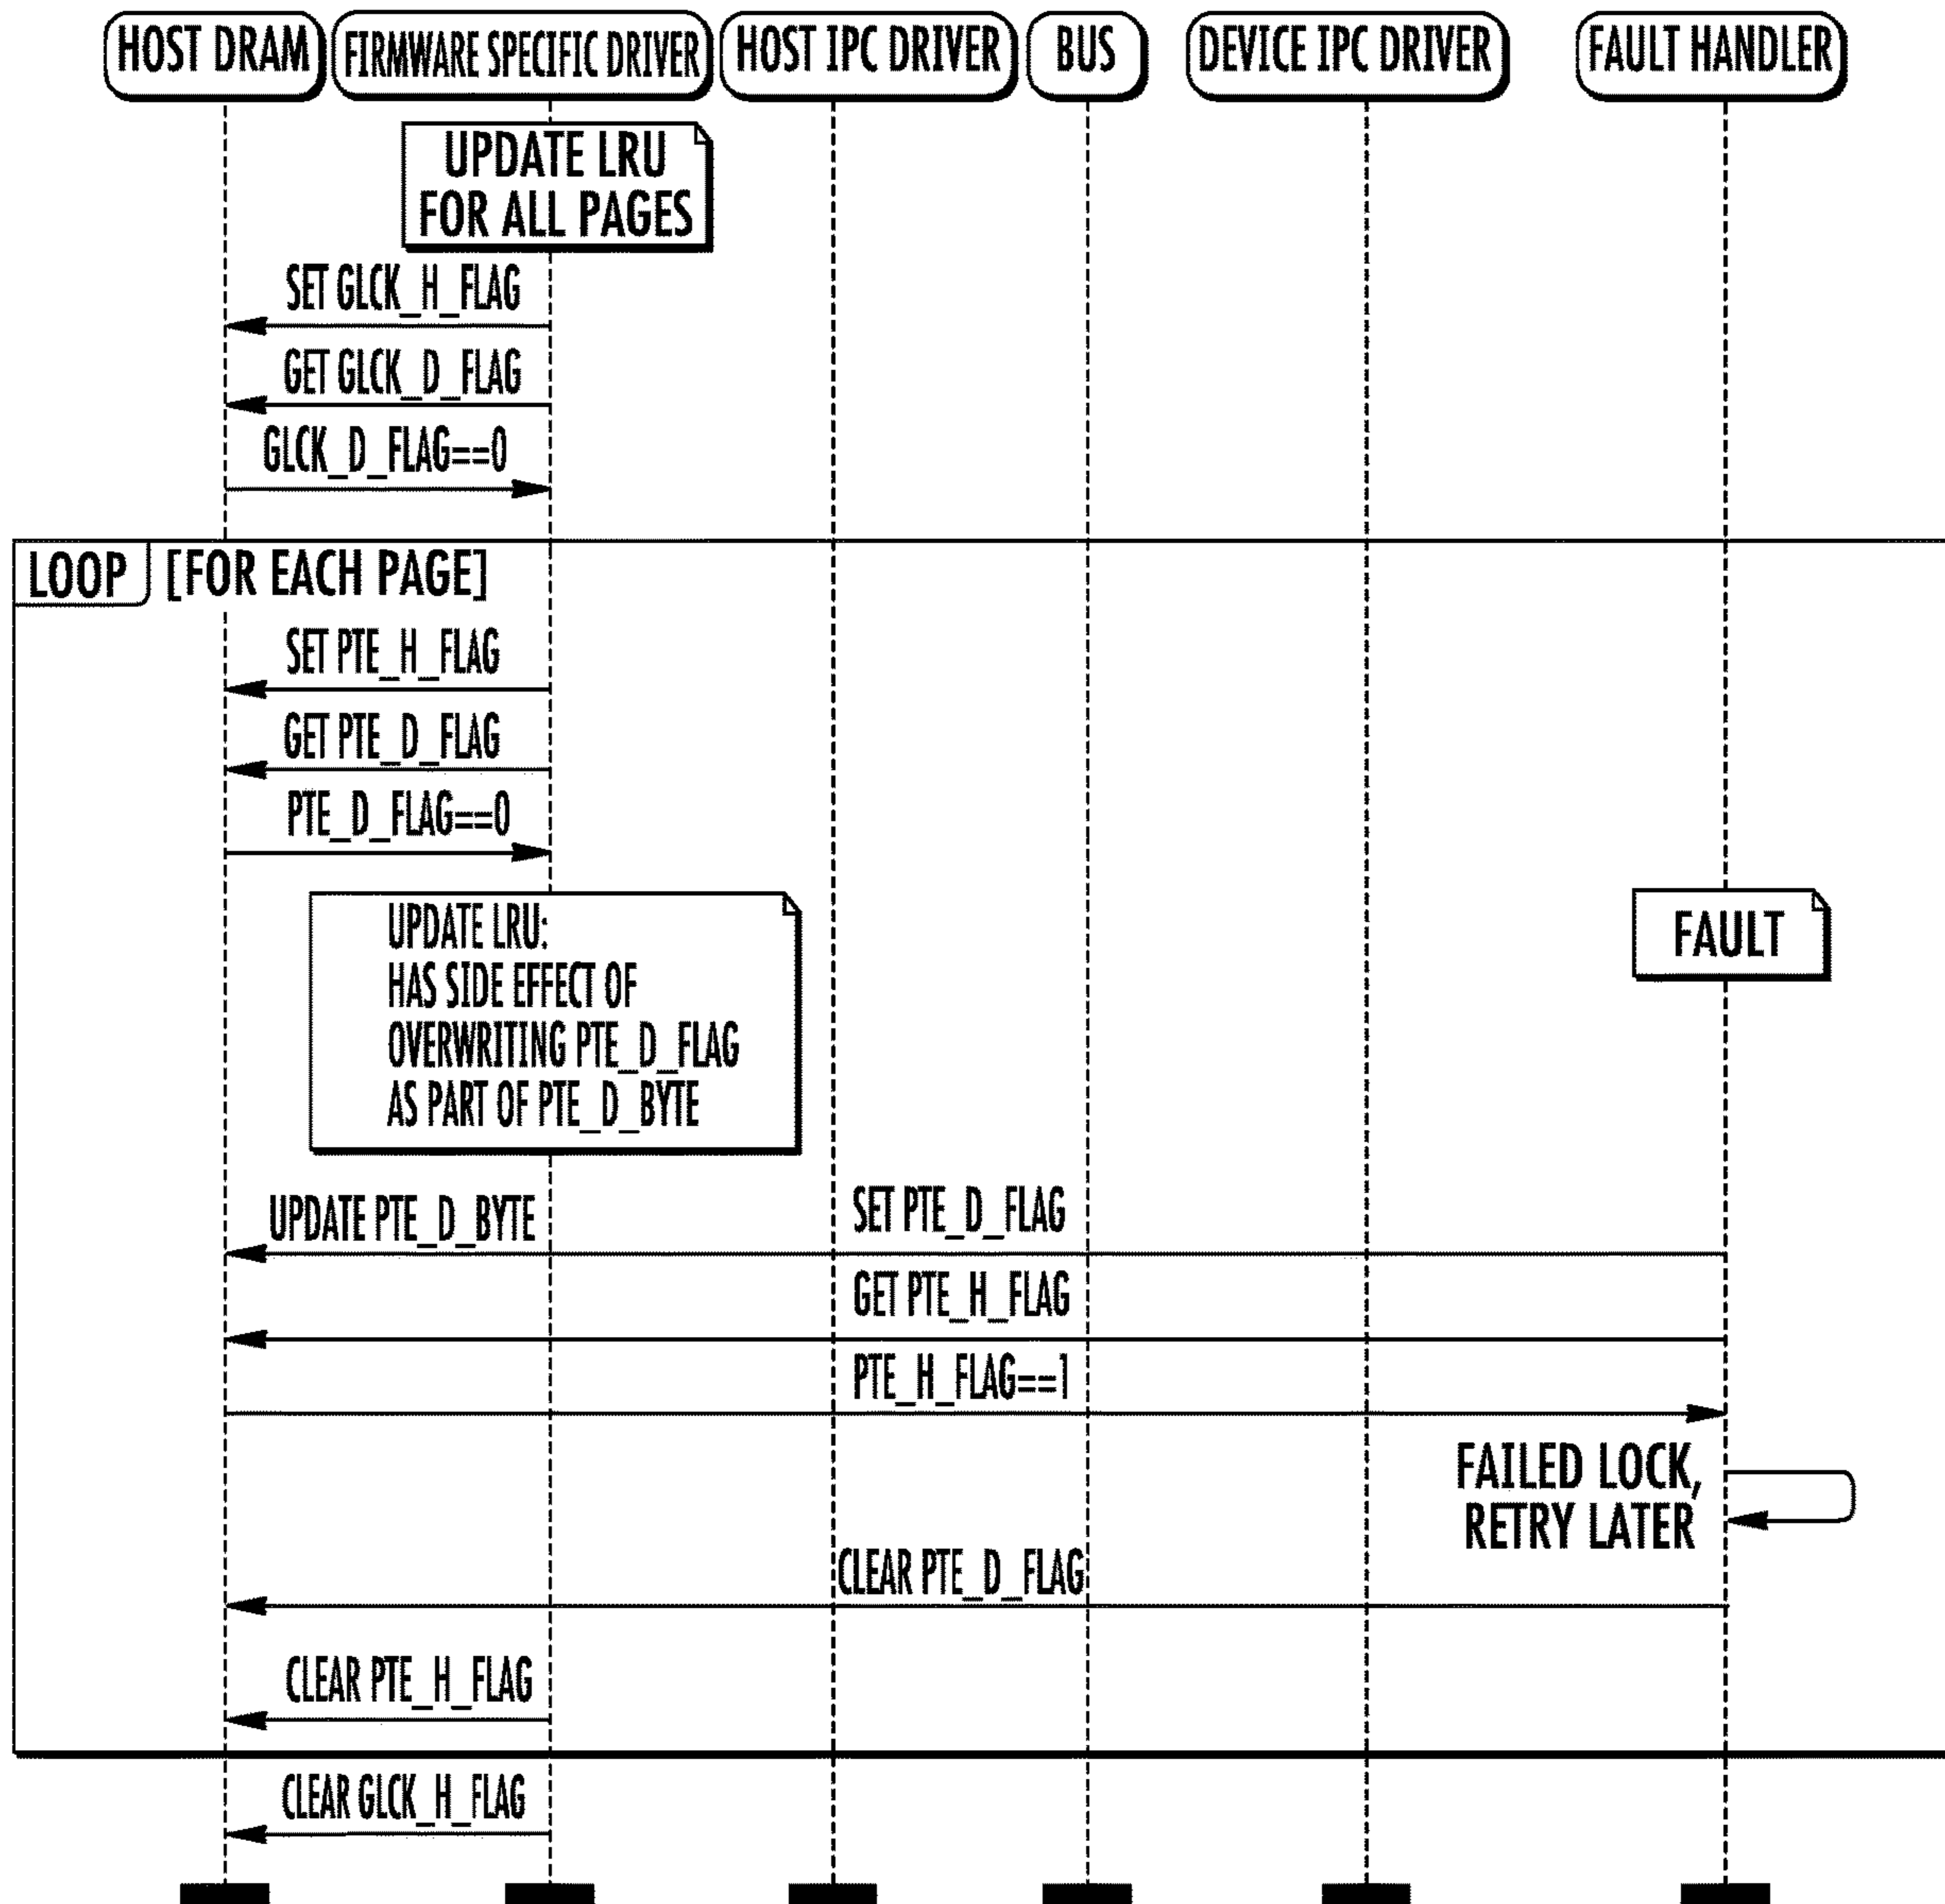 HOST DRAM
FIRMWARE SPECIFIC DRIVER
HOST IPC DRIVER
BUS
DEVICE IPC DRIVER
FAULT HANDLER
UPDATE LRU
FOR ALL PAGES
SET GLCK_H_FLAG
GET GLCK_D_FLAG
GLCK_D_FLAG==0
LOOP [FOR EACH PAGE]
SET PTE_H_FLAG
GET PTE_D_FLAG
PTE_D_FLAG==0
UPDATE LRU:
HAS SIDE EFFECT OF
OVERWRITING PTE_D_FLAG
AS PART OF PTE_D_BYTE
FAULT
UPDATE PTE_D_BYTE
SET PTE_D_FLAG
GET PTE_H_FLAG
PTE_H_FLAG==1
FAILED LOCK,
RETRY LATER
CLEAR PTE_D_FLAG
CLEAR PTE_H_FLAG
CLEAR GLCK_H_FLAG